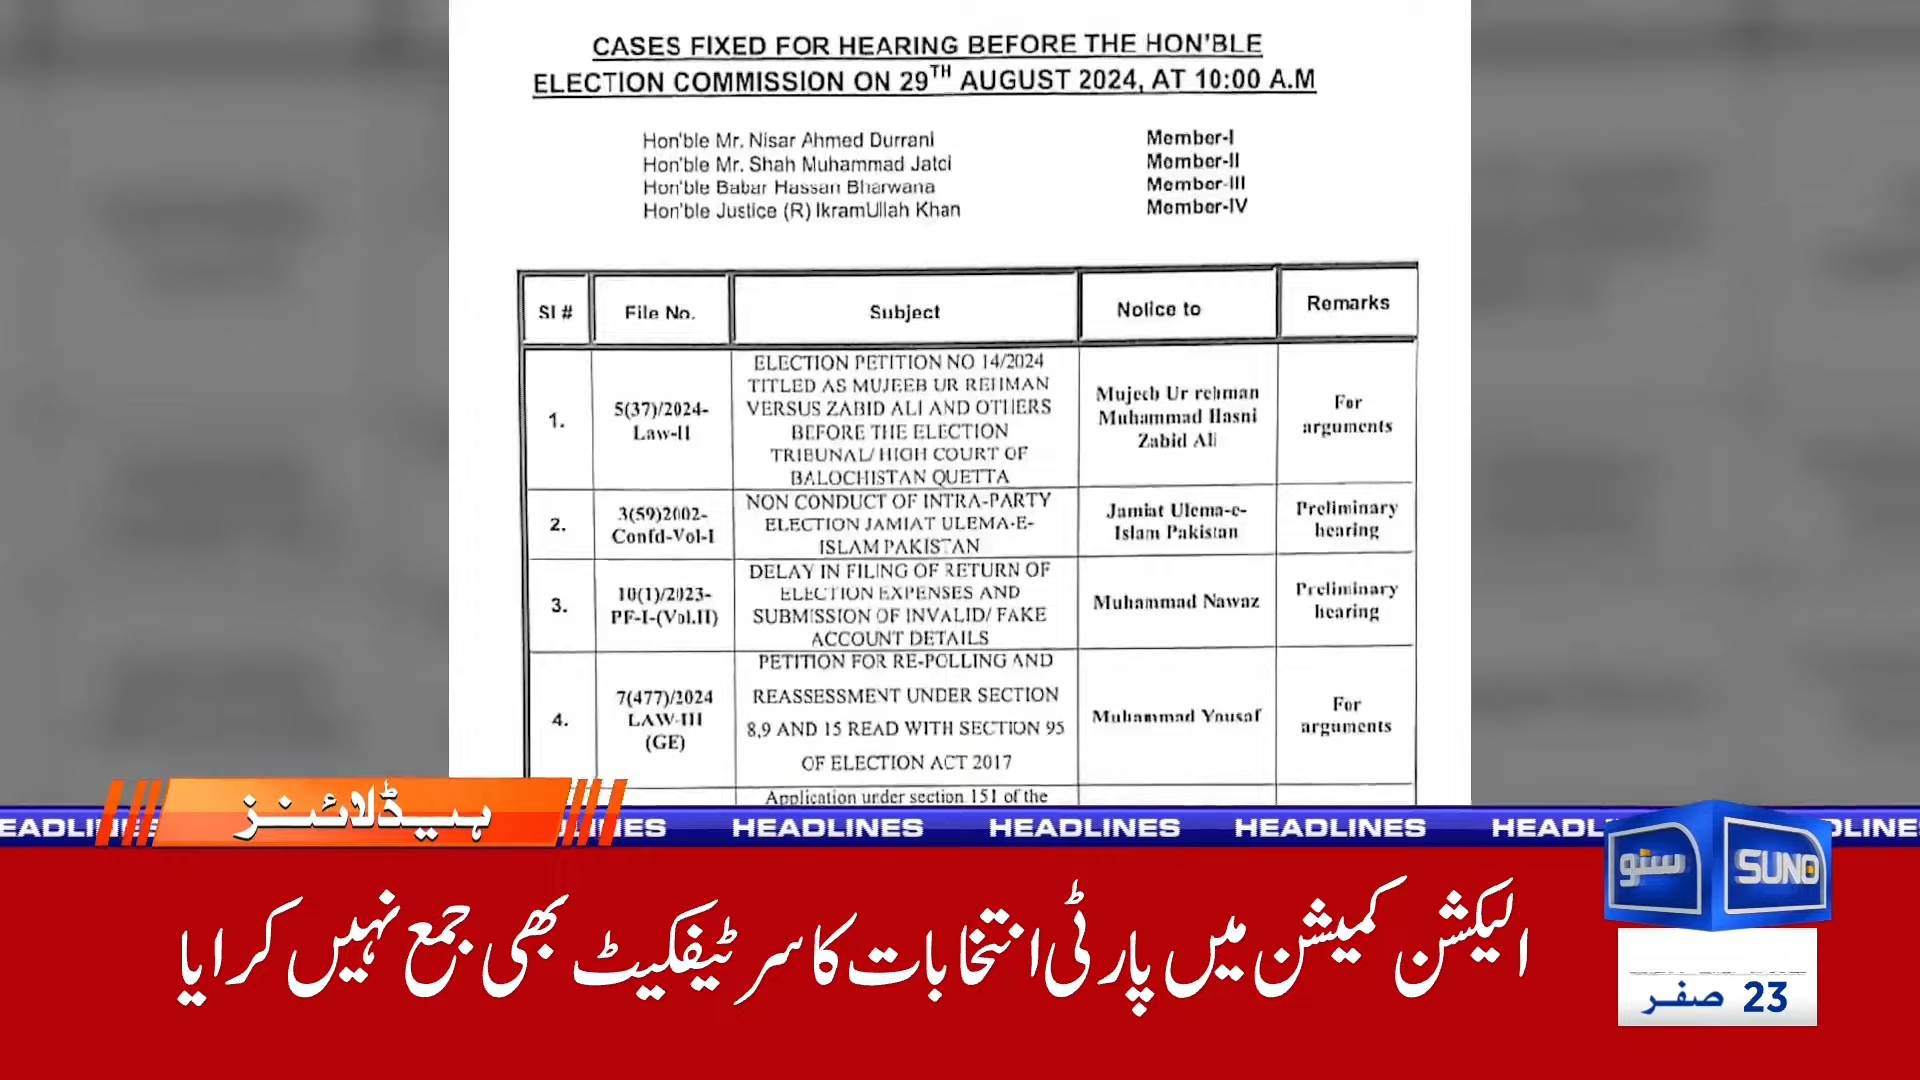 CASES FIXED FOR HEARING BEFORE THE HON'BLE
ELECTION COMMISSION ON 29TH AUGUST 2024, AT 10:00 A.M
Hon'ble Mr. Nisar Ahmed Durrani Member-I
Hon'ble Mr. Shah Muhammad Jatoi Member-II
Hon'ble Babar Hassan Bharwana Member-III
Hon'ble Justice (R) IkramUllah Khan Member-IV
Sl # File No. Subject Notice to Remarks
1.
5(37)/2024-
Law-II
ELECTION PETITION NO 14/2024
TITLED AS MUJEEB UR REHMAN
VERSUS ZABID ALI AND OTHERS
BEFORE THE ELECTION
TRIBUNAL/ HIGH COURT OF
BALOCHISTAN QUETTA
Mujeeb Ur rehman
Muhammad Hasni
Zabid Ali
For
arguments
2.
3(59)2002-
Confd-Vol-I
NON CONDUCT OF INTRA-PARTY
ELECTION JAMIAT ULEMA-E-
ISLAM PAKISTAN
Jamiat Ulema-e-
Islam Pakistan
Preliminary
hearing
3.
10(1)/2023-
PF-I-(Vol.II)
DELAY IN FILING OF RETURN OF
ELECTION EXPENSES AND
SUBMISSION OF INVALID/ FAKE
ACCOUNT DETAILS
Muhammad Nawaz
Preliminary
hearing
4.
7(477)/2024
LAW-III
(GE)
PETITION FOR RE-POLLING AND
REASSESSMENT UNDER SECTION
8,9 AND 15 READ WITH SECTION 95
OF ELECTION ACT 2017
Muhammad Yousaf
For
arguments
Application under section 151 of the
ہیڈلائنز
HEADLINES HEADLINES HEADLINES
سنو SUNO
الیکشن کمیشن میں پارٹی انتخابات کا سرٹیفکیٹ بھی جمع نہیں کرایا
23 صفر